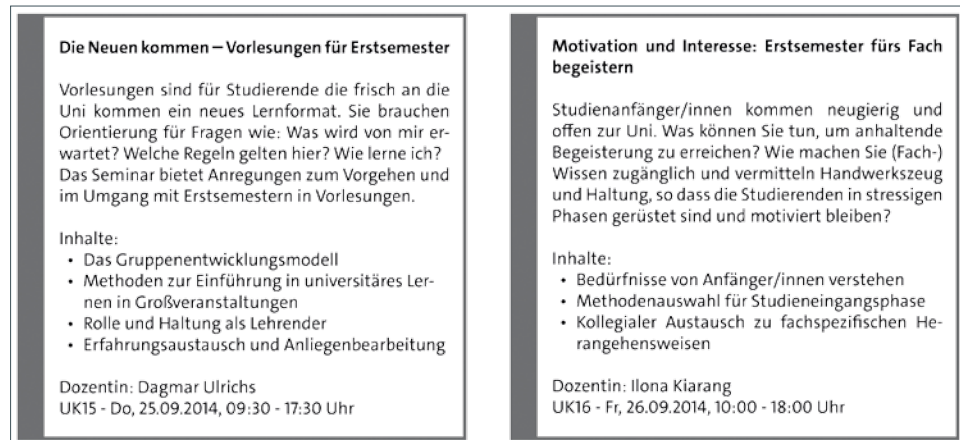 Die Neuen kommen – Vorlesungen für Erstsemester
Vorlesungen sind für Studierende die frisch an die
Uni kommen ein neues Lernformat. Sie brauchen
Orientierung für Fragen wie: Was wird von mir er-
wartet? Welche Regeln gelten hier? Wie lerne ich?
Das Seminar bietet Anregungen zum Vorgehen und
im Umgang mit Erstsemestern in Vorlesungen.
Inhalte:
• Das Gruppenentwicklungsmodell
• Methoden zur Einführung in universitäres Ler-
nen in Großveranstaltungen
• Rolle und Haltung als Lehrender
• Erfahrungsaustausch und Anliegenbearbeitung
Dozentin: Dagmar Ulrichs
UK15 - Do, 25.09.2014, 09:30 - 17:30 Uhr
Motivation und Interesse: Erstsemester fürs Fach
begeistern
Studienanfänger/innen kommen neugierig und
offen zur Uni. Was können Sie tun, um anhaltende
Begeisterung zu erreichen? Wie machen Sie (Fach-)
Wissen zugänglich und vermitteln Handwerkszeug
und Haltung, so dass die Studierenden in stressigen
Phasen gerüstet sind und motiviert bleiben?
Inhalte:
• Bedürfnisse von Anfänger/innen verstehen
• Methodenauswahl für Studieneingangsphase
• Kollegialer Austausch zu fachspezifischen He-
rangehensweisen
Dozentin: Ilona Kiarang
UK16 - Fr, 26.09.2014, 10:00 - 18:00 Uhr